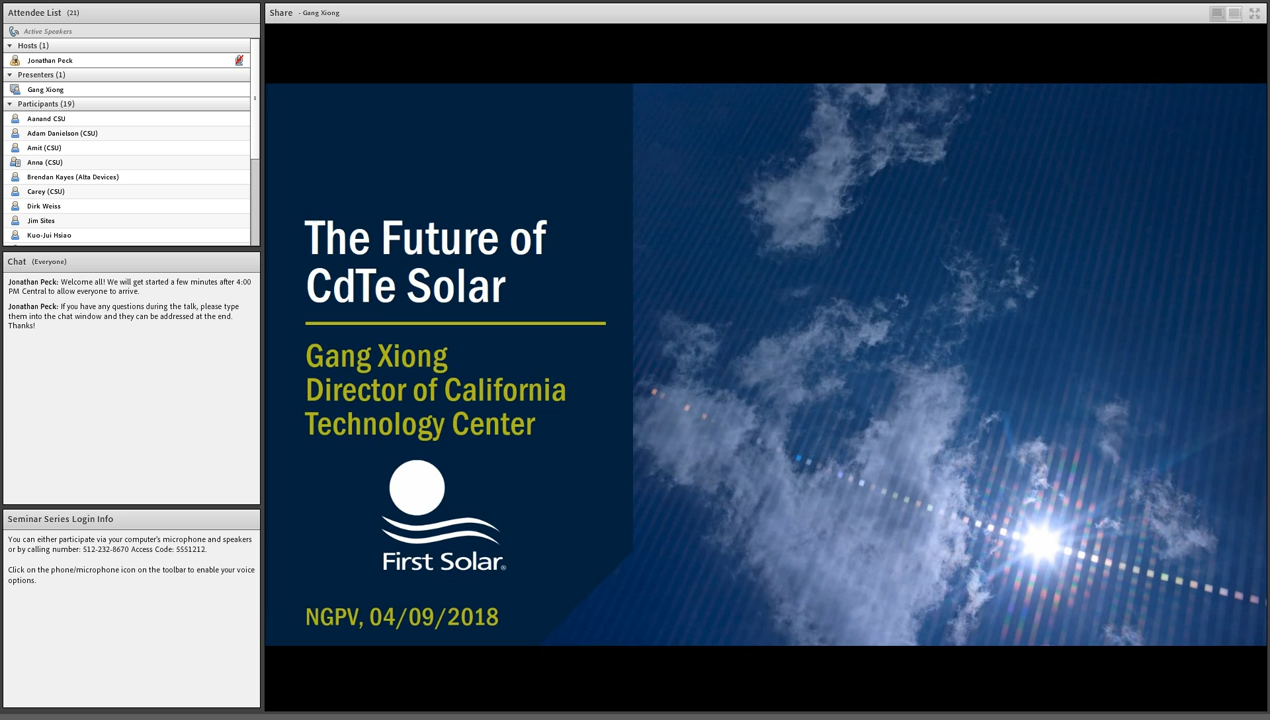 Attendee List (21)
Active Speakers
Hosts (1)
Jonathan Peck
Presenters (1)
Gang Xiong
Participants (19)
Aanand CSU
Adam Danielson (CSU)
Amit (CSU)
Anna (CSU)
Brendan Kayes (Alta Devices)
Carey (CSU)
Dirk Weiss
Jim Sites
Kuo-Jui Hsiao
Chat (Everyone)
Jonathan Peck: Welcome all! We will get started a few minutes after 4:00
PM Central to allow everyone to arrive.
Jonathan Peck: If you have any questions during the talk, please type
them into the chat window and they can be addressed at the end.
Thanks!
Seminar Series Login Info
You can either participate via your computer's microphone and speakers
or by calling number: 512-232-8670 Access Code: 5551212.
Click on the phone/microphone icon on the toolbar to enable your voice
options.
Share - Gang Xiong
The Future of
CdTe Solar
Gang Xiong
Director of California
Technology Center
First Solar®
NGPV, 04/09/2018